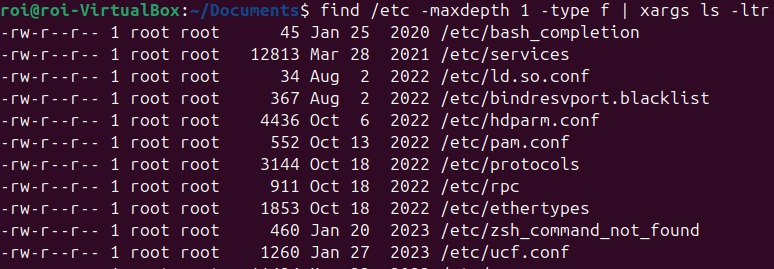 roi@roi-VirtualBox:~/Documents$ find /etc -maxdepth 1 -type f | xargs ls -ltr
-rw-r--r-- 1 root root    45 Jan 25  2020 /etc/bash_completion
-rw-r--r-- 1 root root 12813 Mar 28  2021 /etc/services
-rw-r--r-- 1 root root    34 Aug  2  2022 /etc/ld.so.conf
-rw-r--r-- 1 root root   367 Aug  2  2022 /etc/bindresvport.blacklist
-rw-r--r-- 1 root root  4436 Oct  6  2022 /etc/hdparm.conf
-rw-r--r-- 1 root root   552 Oct 13  2022 /etc/pam.conf
-rw-r--r-- 1 root root  3144 Oct 18  2022 /etc/protocols
-rw-r--r-- 1 root root   911 Oct 18  2022 /etc/rpc
-rw-r--r-- 1 root root  1853 Oct 18  2022 /etc/ethertypes
-rw-r--r-- 1 root root   460 Jan 20  2023 /etc/zsh_command_not_found
-rw-r--r-- 1 root root  1260 Jan 27  2023 /etc/ucf.conf